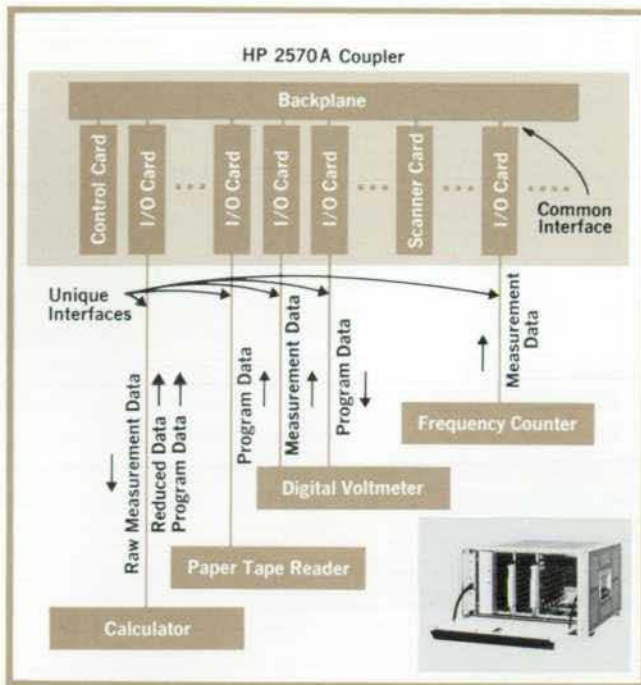 HP 2570A Coupler
Backplane
Control Card
I/O Card
I/O Card
I/O Card
I/O Card
Scanner Card
I/O Card
Common
Interface
Unique
Interfaces
Raw Measurement Data
Reduced Data
Program Data
Program Data
Measurement Data
Program Data
Measurement
Data
Frequency Counter
Digital Voltmeter
Paper Tape Reader
Calculator